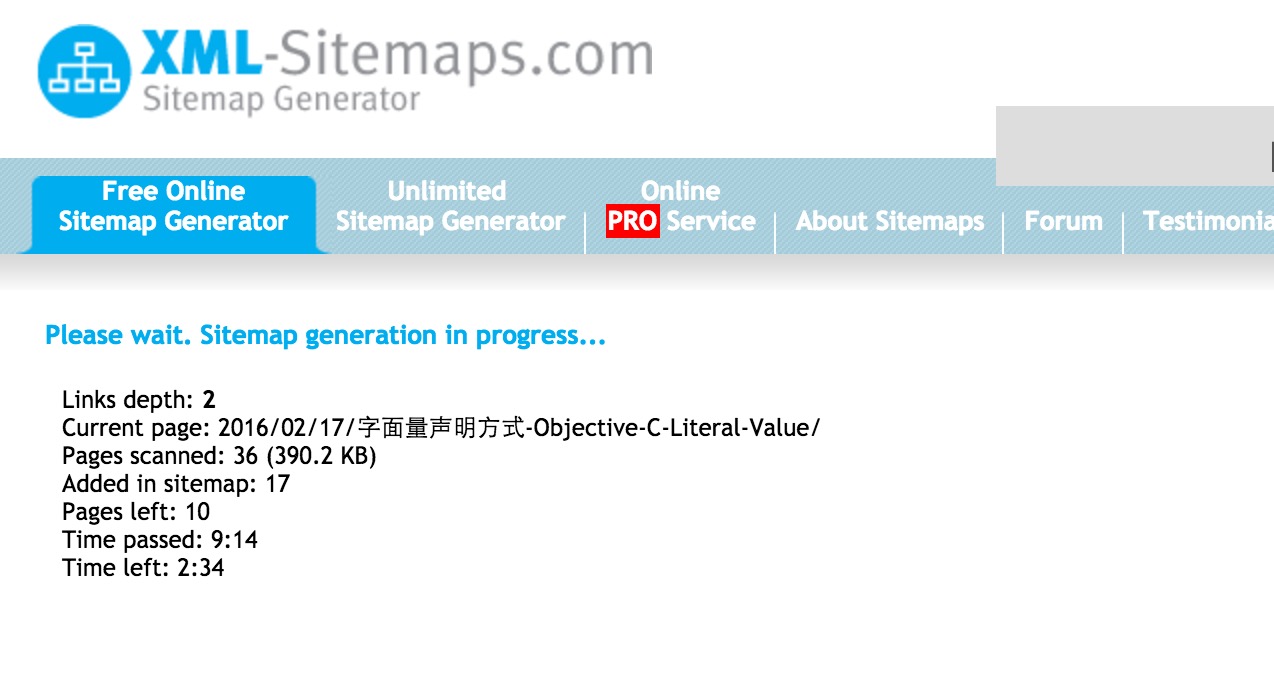 XML-Sitemaps.com
Sitemap Generator
Free Online
Sitemap Generator
Unlimited
Sitemap Generator
Online
PRO Service
About Sitemaps
Forum
Testimonia
Please wait. Sitemap generation in progress...
Links depth: 2
Current page: 2016/02/17/字面量声明方式-Objective-C-Literal-Value/
Pages scanned: 36 (390.2 KB)
Added in sitemap: 17
Pages left: 10
Time passed: 9:14
Time left: 2:34